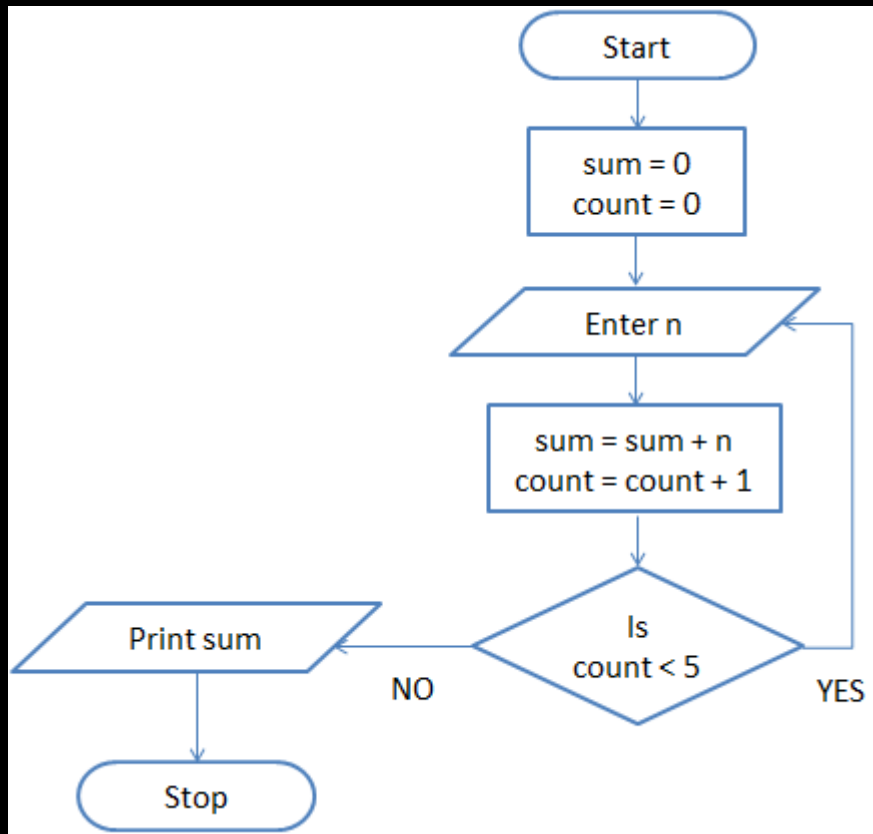 Start
sum = 0
count = 0
Enter n
sum = sum + n
count = count + 1
Is
count < 5
YES
NO
Print sum
Stop